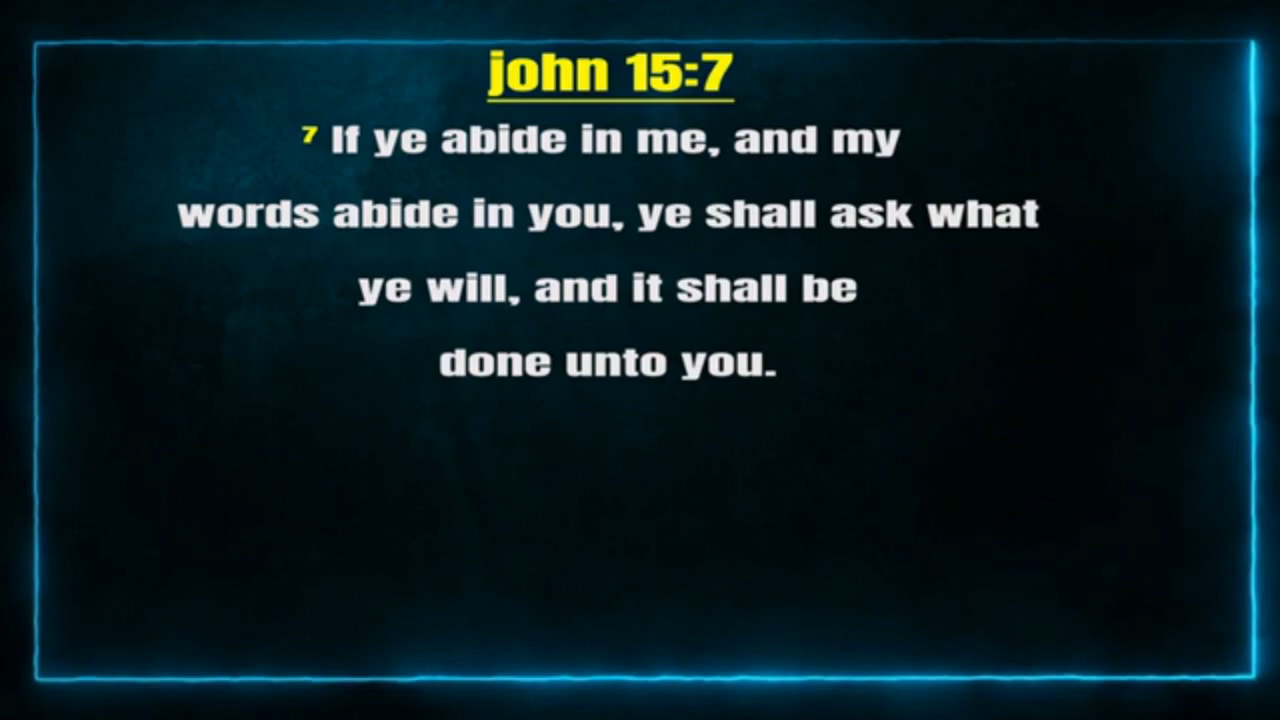 john 15:7
7 If ye abide in me, and my
words abide in you, ye shall ask what
ye will, and it shall be
done unto you.